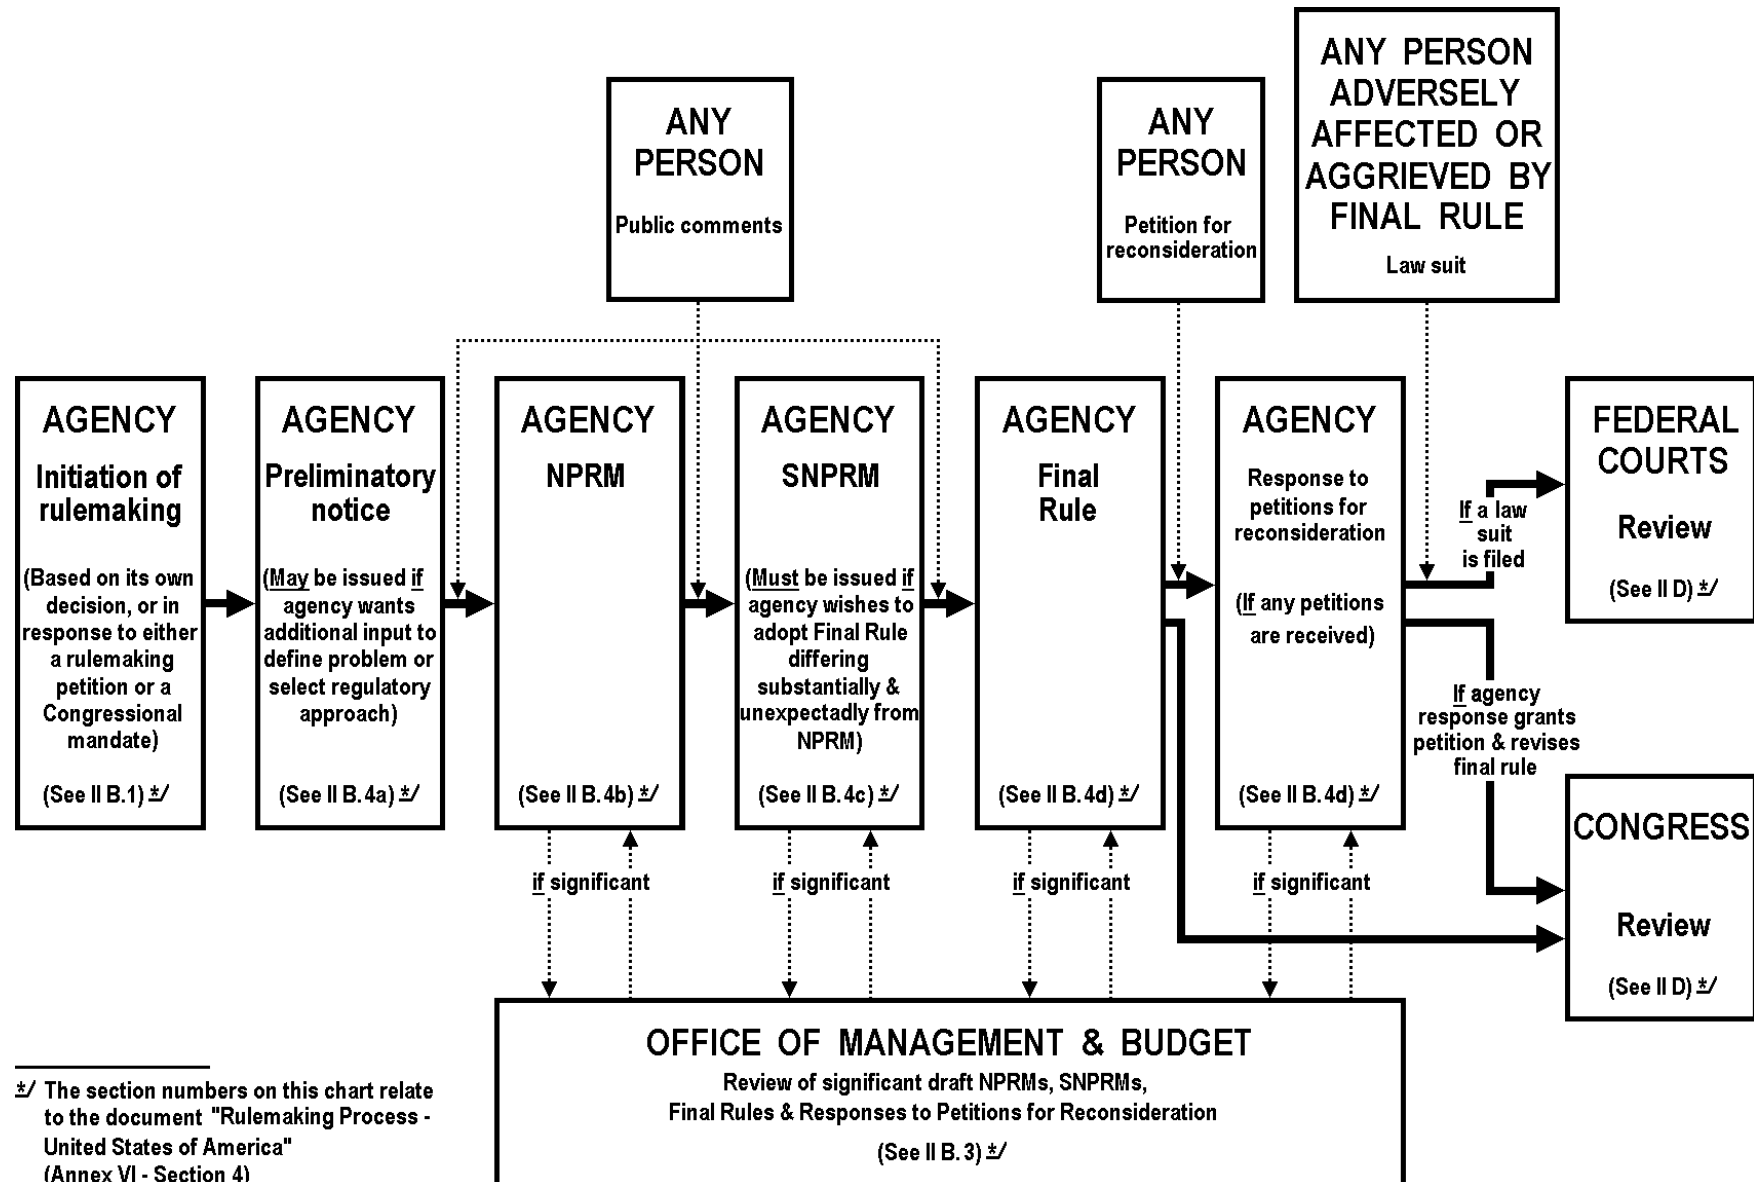 ANY
PERSON
Public comments
ANY
PERSON
Petition for
reconsideration
ANY PERSON
ADVERSELY
AFFECTED OR
AGGRIEVED BY
FINAL RULE
Law suit
AGENCY
Initiation of
rulemaking
(Based on its own
decision, or in
response to either
a rulemaking
petition or a
Congressional
mandate)
(See II B.1) */
AGENCY
Preliminatory
notice
(May be issued if
agency wants
additional input to
define problem or
select regulatory
approach)
(See II B.4a) */
AGENCY
NPRM
(See II B.4b) */
AGENCY
SNPRM
(Must be issued if
agency wishes to
adopt Final Rule
differing
substantially &
unexpectadly from
NPRM)
(See II B.4c) */
AGENCY
Final
Rule
(See II B.4d) */
AGENCY
Response to
petitions for
reconsideration
(If any petitions
are received)
(See II B.4d) */
If a law
suit
is filed
FEDERAL
COURTS
Review
(See II D) */
If agency
response grants
petition & revises
final rule
CONGRESS
Review
(See II D) */
if significant
if significant
if significant
if significant
OFFICE OF MANAGEMENT & BUDGET
Review of significant draft NPRMs, SNPRMs,
Final Rules & Responses to Petitions for Reconsideration
(See II B.3) */
*/ The section numbers on this chart relate
to the document "Rulemaking Process -
United States of America"
(Annex VI - Section 4)